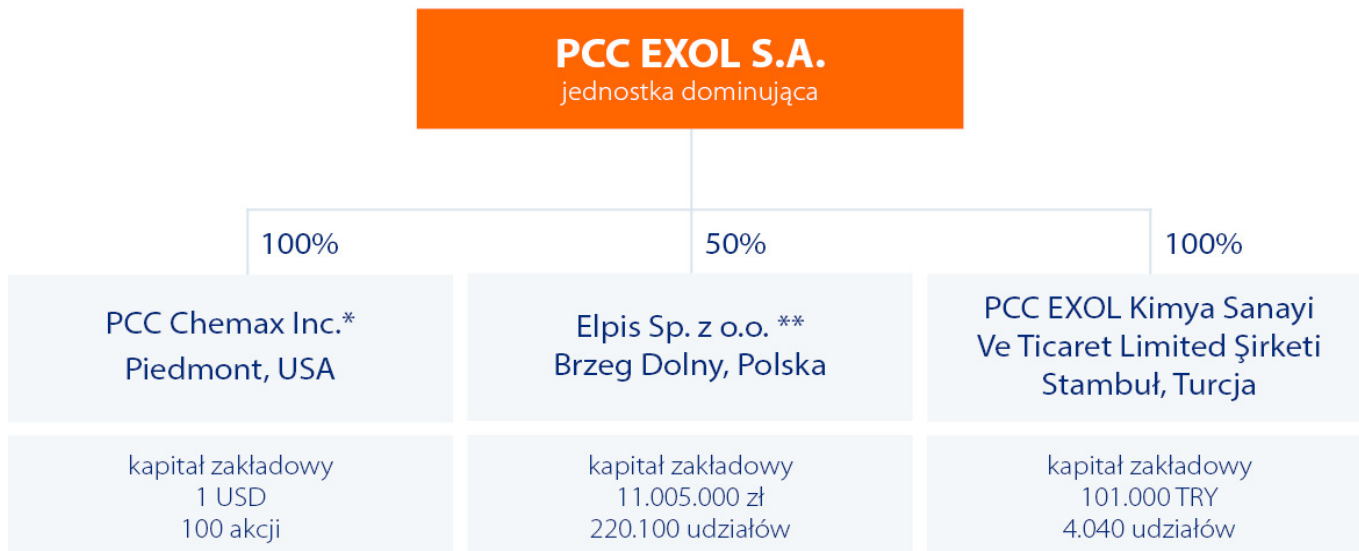 PCC EXOL S.A.
jednostka dominująca
100%
50%
100%
PCC Chemax Inc.*
Piedmont, USA
Elpis Sp. z o.o. **
Brzeg Dolny, Polska
PCC EXOL Kimya Sanayi
Ve Ticaret Limited Şirketi
Stambuł, Turcja
kapitał zakładowy
1 USD
100 akcji
kapitał zakładowy
11.005.000 zł
220.100 udziałów
kapitał zakładowy
101.000 TRY
4.040 udziałów